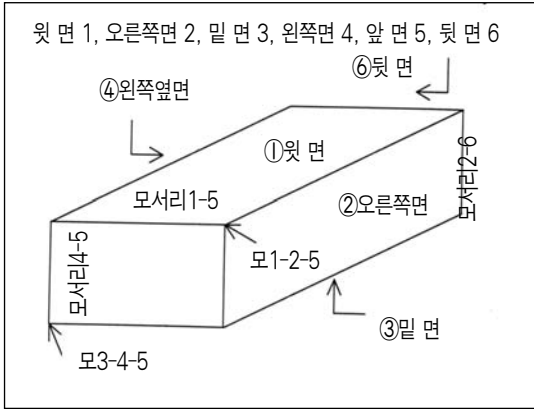 윗 면 1, 오른쪽면 2, 밑 면 3, 왼쪽면 4, 앞 면 5, 뒷 면 6
⑥뒷 면
④왼쪽옆면
①윗 면
모서리1-5
②오른쪽면
모서리2-6
모서리4-5
모1-2-5
③밑 면
모3-4-5